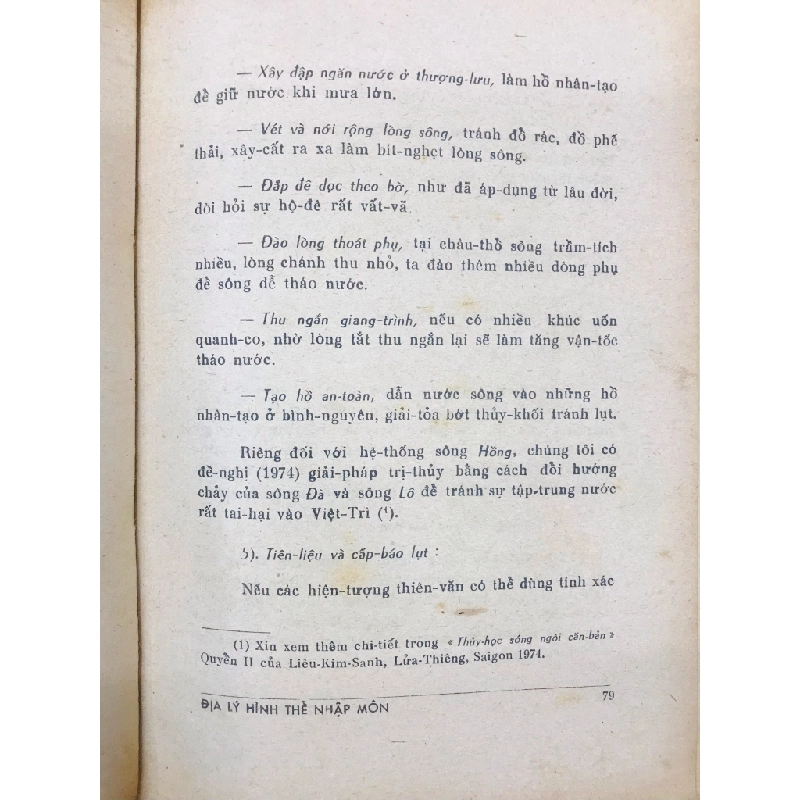 — Xây đập ngăn nước ở thượng-lưu, làm hồ nhân-tạo
để giữ nước khi mưa lớn.
— Vét và nới rộng lòng sông, tránh đổ rác, đồ phế
thải, xây-cất ra xa làm bít-nghẹt lòng sông.
— Đắp đê dọc theo bờ, như đã áp-dụng từ lâu đời,
đòi hỏi sự hộ-đê rất vất-vã.
— Đào lòng thoát phụ, tại châu-thổ sông trầm-tích
nhiều, lòng chánh thu nhỏ, ta đào thêm nhiều dòng phụ
để sông dể tháo nước.
— Thu ngắn giang-trình, nếu có nhiều khúc uốn
quanh-co, nhờ lòng tắt thu ngắn lại sẽ làm tăng vận-tốc
tháo nước.
— Tạo hồ an-toàn, dẫn nước sông vào những hồ
nhân-tạo ở bình-nguyên, giải-tỏa bớt thủy-khối tránh lụt.
Riêng đối với hệ-thống sông Hồng, chúng tôi có
đề-nghị (1974) giải-pháp trị-thủy bằng cách đổi hướng
chảy của sông Đà và sông Lô để tránh sự tập-trung nước
rất tai-hại vào Việt-Trì (¹).
b). Tiên-liệu và cấp-báo lụt :
Nếu các hiện-tượng thiên-văn có thể dùng tính xác
(1) Xin xem thêm chi-tiết trong « Thủy-học sông ngòi căn-bản »
Quyển II của Liêu-Kim-Sanh, Lửa-Thiêng, Saigon 1974.
ĐỊA LÝ HÌNH THỂ NHẬP MÔN
79